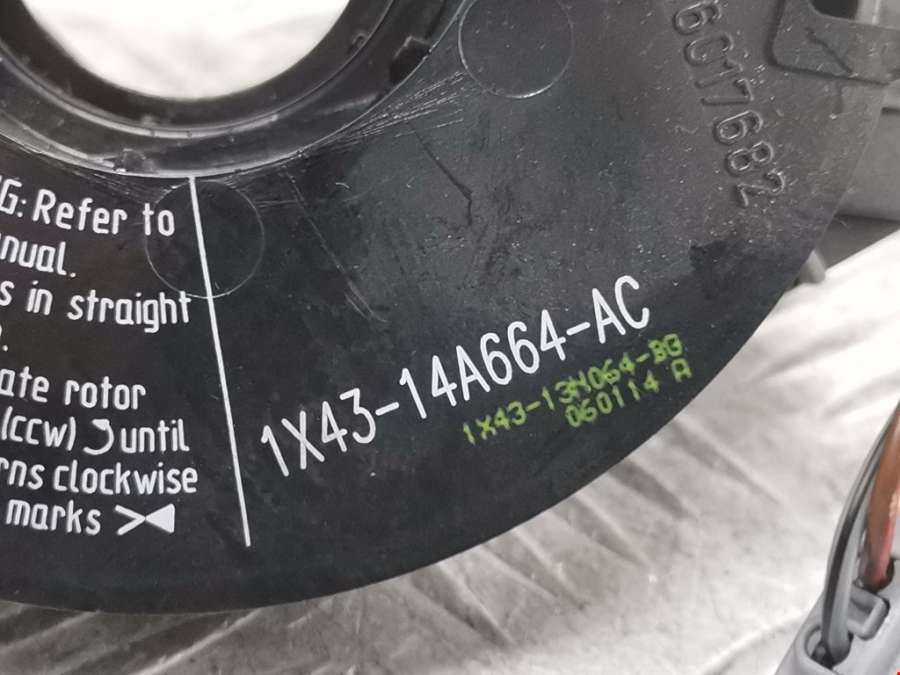 G: Refer to
nual.
s in straight
.
ate rotor
(ccw) until
rns clockwise
marks
1X43-14A664-AC
1X43-13N064-BG
060114 A
6C17682